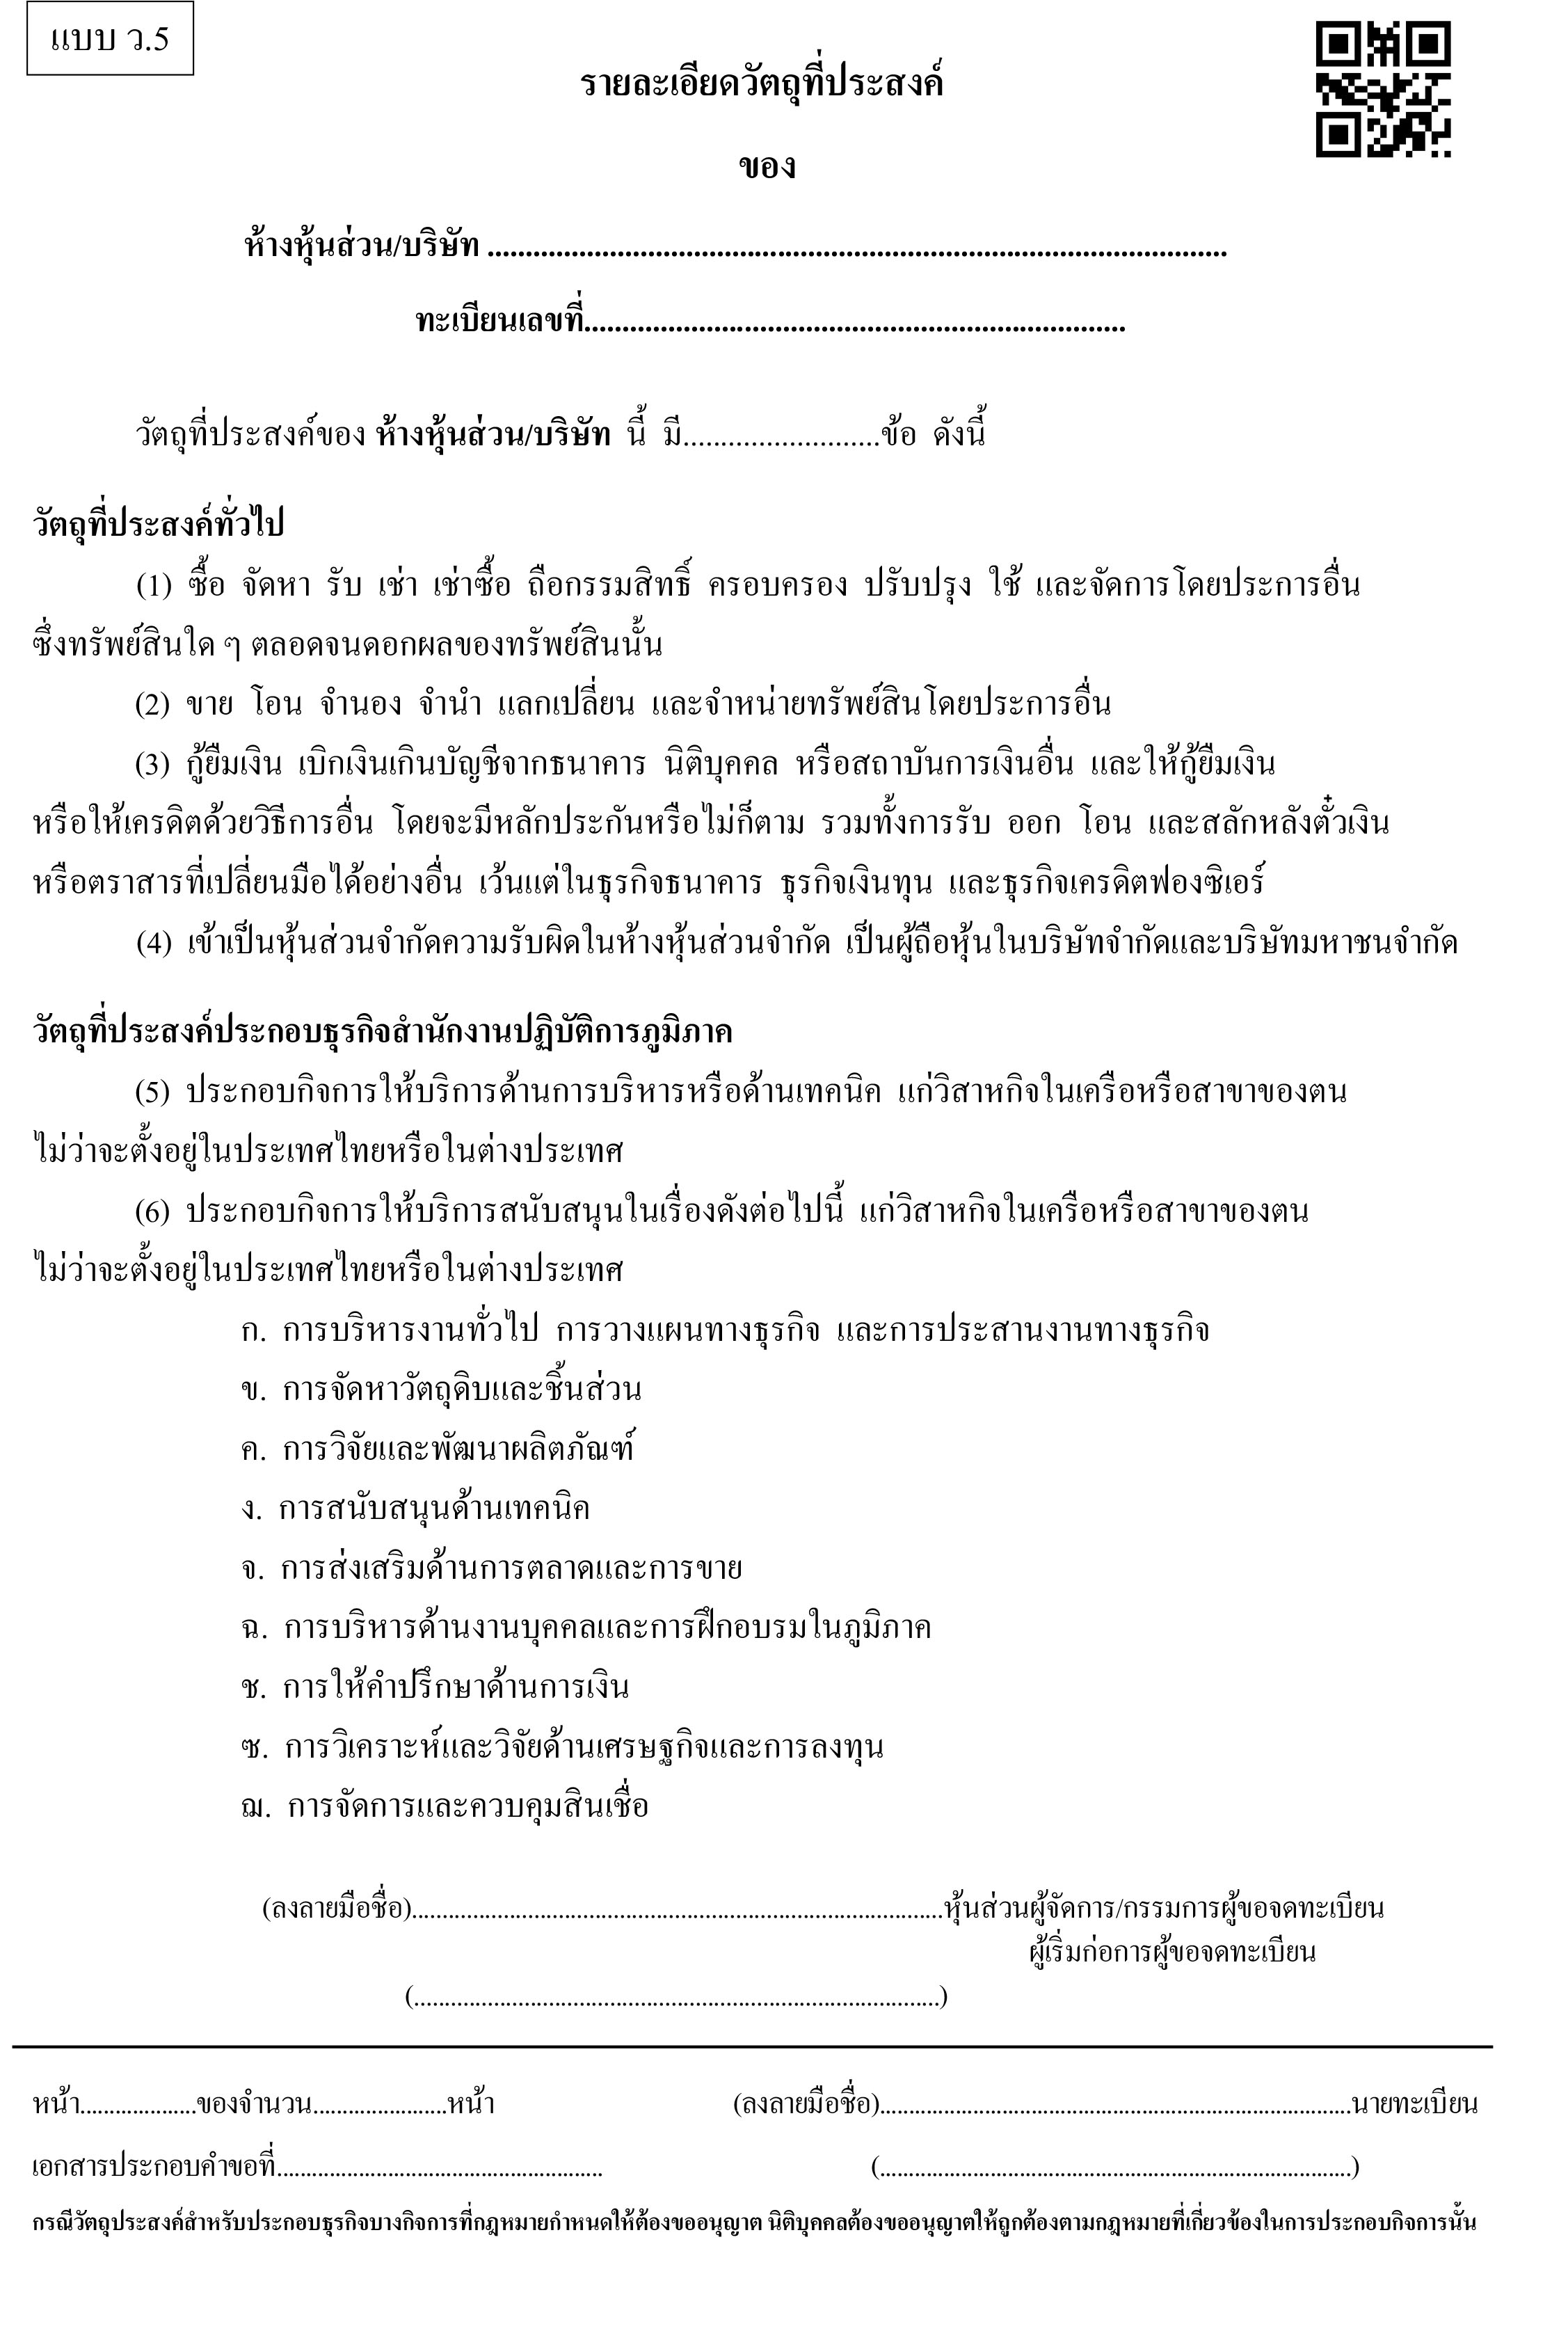 แบบ ว.5
รายละเอียดวัตถุที่ประสงค์
ของ
ห้างหุ้นส่วน/บริษัท ................................................................................................
ทะเบียนเลขที่......................................................................
วัตถุที่ประสงค์ของ ห้างหุ้นส่วน/บริษัท นี้ มี..........................ข้อ ดังนี้
วัตถุที่ประสงค์ทั่วไป
(1) ซื้อ จัดหา รับ เช่า เช่าซื้อ ถือกรรมสิทธิ์ ครอบครอง ปรับปรุง ใช้ และจัดการโดยประการอื่น
ซึ่งทรัพย์สินใด ๆ ตลอดจนดอกผลของทรัพย์สินนั้น
(2) ขาย โอน จำนอง จำนำ แลกเปลี่ยน และจำหน่ายทรัพย์สินโดยประการอื่น
(3) กู้ยืมเงิน เบิกเงินเกินบัญชีจากธนาคาร นิติบุคคล หรือสถาบันการเงินอื่น และให้กู้ยืมเงิน
หรือให้เครดิตด้วยวิธีการอื่น โดยจะมีหลักประกันหรือไม่ก็ตาม รวมทั้งการรับ ออก โอน และสลักหลังตั๋วเงิน
หรือตราสารที่เปลี่ยนมือได้อย่างอื่น เว้นแต่ในธุรกิจธนาคาร ธุรกิจเงินทุน และธุรกิจเครดิตฟองซิเอร์
(4) เข้าเป็นหุ้นส่วนจำกัดความรับผิดในห้างหุ้นส่วนจำกัด เป็นผู้ถือหุ้นในบริษัทจำกัดและบริษัทมหาชนจำกัด
วัตถุที่ประสงค์ประกอบธุรกิจสำนักงานปฏิบัติการภูมิภาค
(5) ประกอบกิจการให้บริการด้านการบริหารหรือด้านเทคนิค แก่วิสาหกิจในเครือหรือสาขาของตน
ไม่ว่าจะตั้งอยู่ในประเทศไทยหรือในต่างประเทศ
(6) ประกอบกิจการให้บริการสนับสนุนในเรื่องดังต่อไปนี้ แก่วิสาหกิจในเครือหรือสาขาของตน
ไม่ว่าจะตั้งอยู่ในประเทศไทยหรือในต่างประเทศ
ก. การบริหารงานทั่วไป การวางแผนทางธุรกิจ และการประสานงานทางธุรกิจ
ข. การจัดหาวัตถุดิบและชิ้นส่วน
ค. การวิจัยและพัฒนาผลิตภัณฑ์
ง. การสนับสนุนด้านเทคนิค
จ. การส่งเสริมด้านการตลาดและการขาย
ฉ. การบริหารด้านงานบุคคลและการฝึกอบรมในภูมิภาค
ช. การให้คำปรึกษาด้านการเงิน
ซ. การวิเคราะห์และวิจัยด้านเศรษฐกิจและการลงทุน
ฌ. การจัดการและควบคุมสินเชื่อ
(ลงลายมือชื่อ)......................................................................................หุ้นส่วนผู้จัดการ/กรรมการผู้ขอจดทะเบียน
ผู้เริ่มก่อการผู้ขอจดทะเบียน
(.....................................................................................)
หน้า....................ของจำนวน.......................หน้า (ลงลายมือชื่อ).................................................................................นายทะเบียน
เอกสารประกอบคำขอที่........................................................ (.................................................................................)
กรณีวัตถุประสงค์สำหรับประกอบธุรกิจบางกิจการที่กฎหมายกำหนดให้ต้องขออนุญาต นิติบุคคลต้องขออนุญาตให้ถูกต้องตามกฎหมายที่เกี่ยวข้องในการประกอบกิจการนั้น